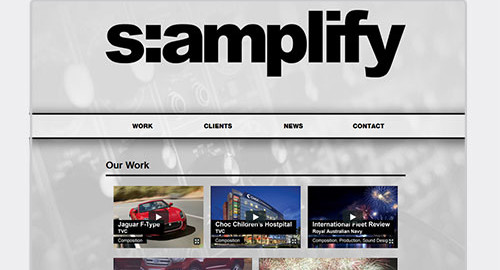 s:amplify
WORK
CLIENTS
NEWS
CONTACT
Our Work
Jaguar F-Type
TVC
Composition
Choc Children's Hostpital
TVC
Composition
International Fleet Review
Royal Australian Navy
Composition, Production, Sound Desig